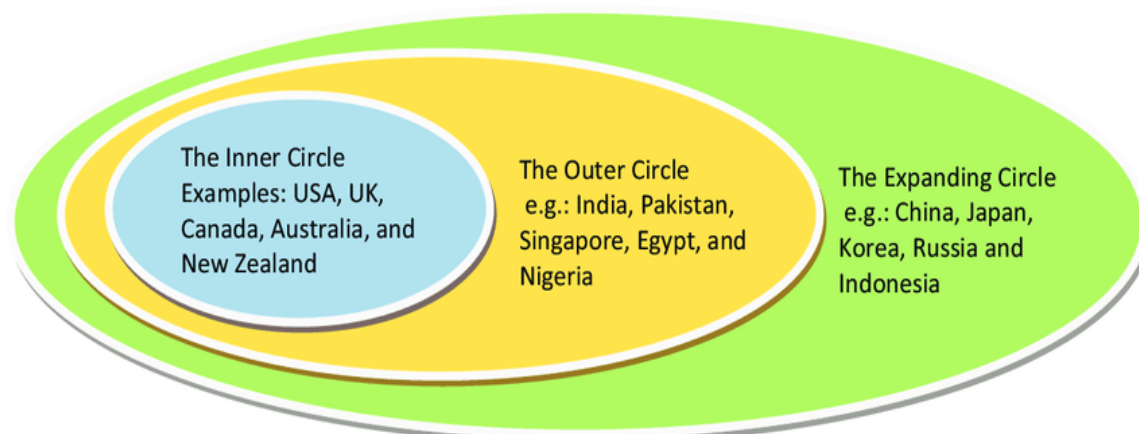 The Inner Circle
Examples: USA, UK,
Canada, Australia, and
New Zealand
The Outer Circle
e.g.: India, Pakistan,
Singapore, Egypt, and
Nigeria
The Expanding Circle
e.g.: China, Japan,
Korea, Russia and
Indonesia